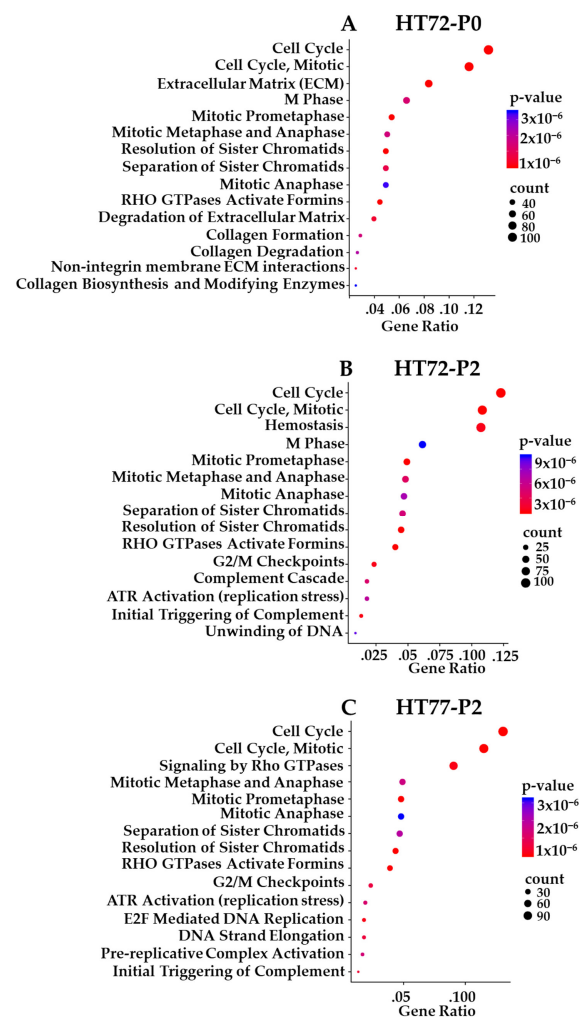 A HT72-P0
Cell Cycle
Cell Cycle, Mitotic
Extracellular Matrix (ECM)
M Phase
Mitotic Prometaphase
Mitotic Metaphase and Anaphase
Resolution of Sister Chromatids
Separation of Sister Chromatids
Mitotic Anaphase
RHO GTPases Activate Formins
Degradation of Extracellular Matrix
Collagen Formation
Collagen Degradation
Non-integrin membrane ECM interactions
Collagen Biosynthesis and Modifying Enzymes
.04 .06 .08 .10 .12
Gene Ratio
p-value
3x10⁻⁶
2x10⁻⁶
1x10⁻⁶
count
40
60
80
100
B HT72-P2
Cell Cycle
Cell Cycle, Mitotic
Hemostasis
M Phase
Mitotic Prometaphase
Mitotic Metaphase and Anaphase
Mitotic Anaphase
Separation of Sister Chromatids
Resolution of Sister Chromatids
RHO GTPases Activate Formins
G2/M Checkpoints
Complement Cascade
ATR Activation (replication stress)
Initial Triggering of Complement
Unwinding of DNA
.025 .05 .075 .100 .125
Gene Ratio
p-value
9x10⁻⁶
6x10⁻⁶
3x10⁻⁶
count
25
50
75
100
C HT77-P2
Cell Cycle
Cell Cycle, Mitotic
Signaling by Rho GTPases
Mitotic Metaphase and Anaphase
Mitotic Prometaphase
Mitotic Anaphase
Separation of Sister Chromatids
Resolution of Sister Chromatids
RHO GTPases Activate Formins
G2/M Checkpoints
ATR Activation (replication stress)
E2F Mediated DNA Replication
DNA Strand Elongation
Pre-replicative Complex Activation
Initial Triggering of Complement
.05 .100
Gene Ratio
p-value
3x10⁻⁶
2x10⁻⁶
1x10⁻⁶
count
30
60
90